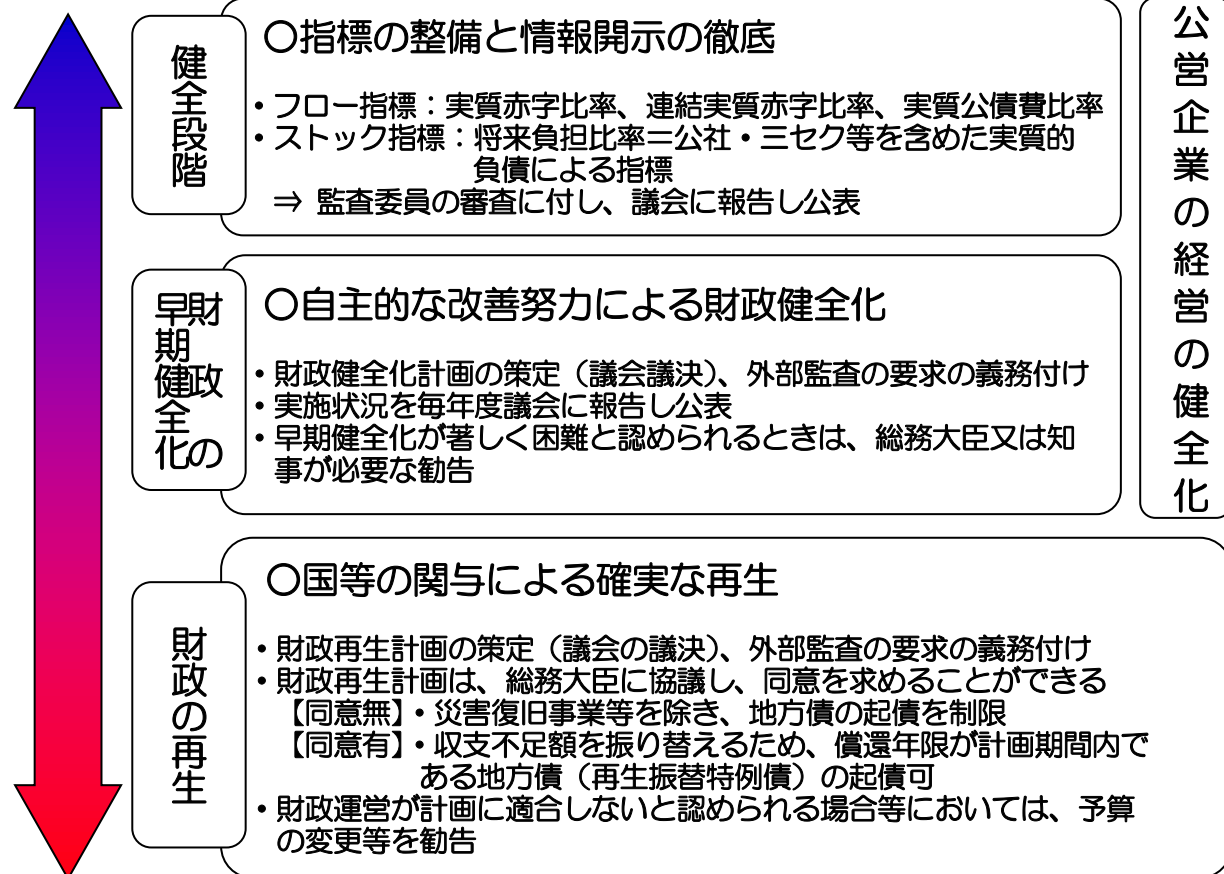 健全段階
〇指標の整備と情報開示の徹底
・フロー指標：実質赤字比率、連結実質赤字比率、実質公債費比率
・ストック指標：将来負担比率＝公社・三セク等を含めた実質的
負債による指標
⇒ 監査委員の審査に付し、議会に報告し公表
財政の
早期健全化
〇自主的な改善努力による財政健全化
・財政健全化計画の策定（議会議決）、外部監査の要求の義務付け
・実施状況を毎年度議会に報告し公表
・早期健全化が著しく困難と認められるときは、総務大臣又は知
事が必要な勧告
公営企業の経営の健全化
財政の再生
〇国等の関与による確実な再生
・財政再生計画の策定（議会の議決）、外部監査の要求の義務付け
・財政再生計画は、総務大臣に協議し、同意を求めることができる
【同意無】・災害復旧事業等を除き、地方債の起債を制限
【同意有】・収支不足額を振り替えるため、償還年限が計画期間内で
ある地方債（再生振替特例債）の起債可
・財政運営が計画に適合しないと認められる場合等においては、予算
の変更等を勧告